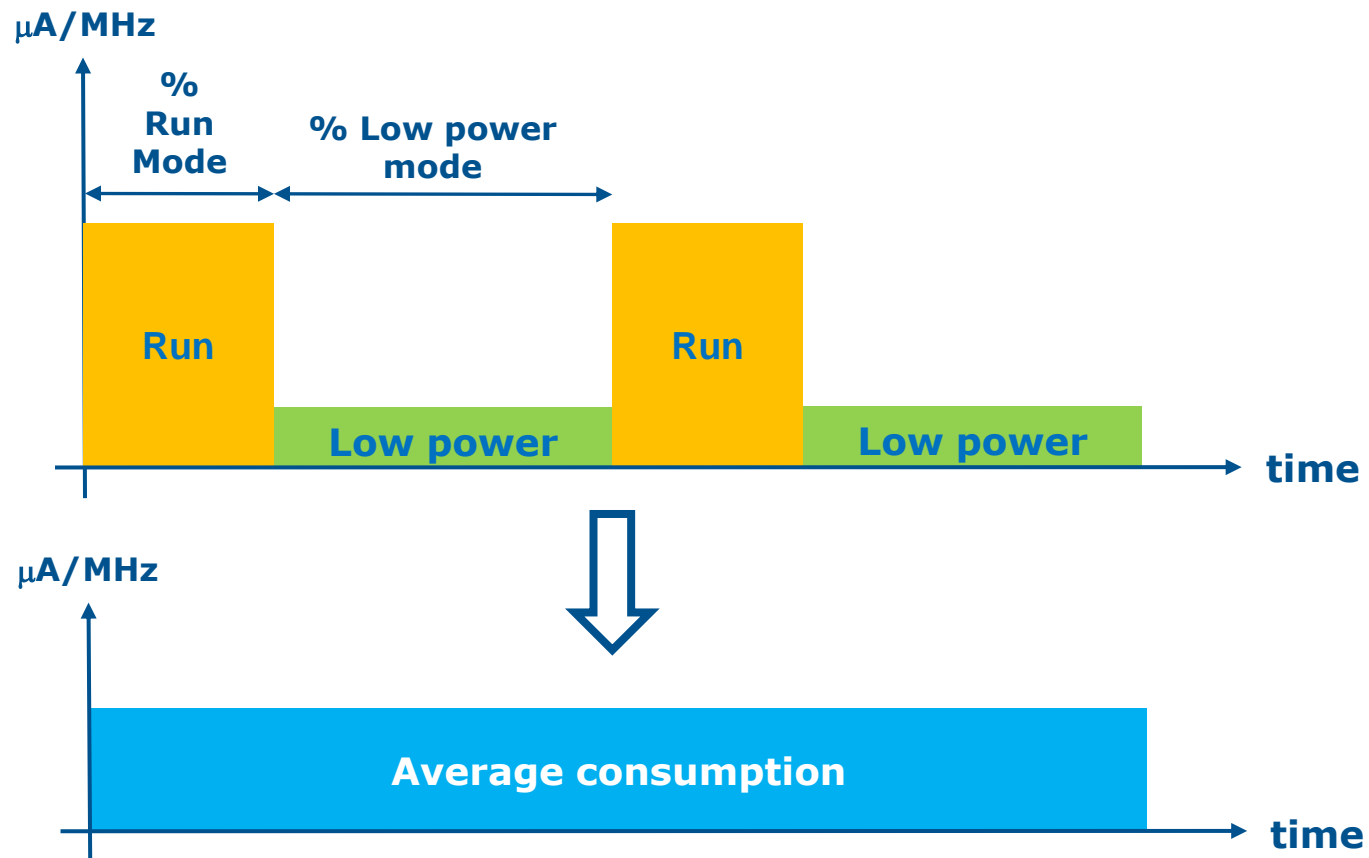 μA/MHz
%
Run
Mode
% Low power
mode
Run
Run
Low power
Low power
time
μA/MHz
Average consumption
time